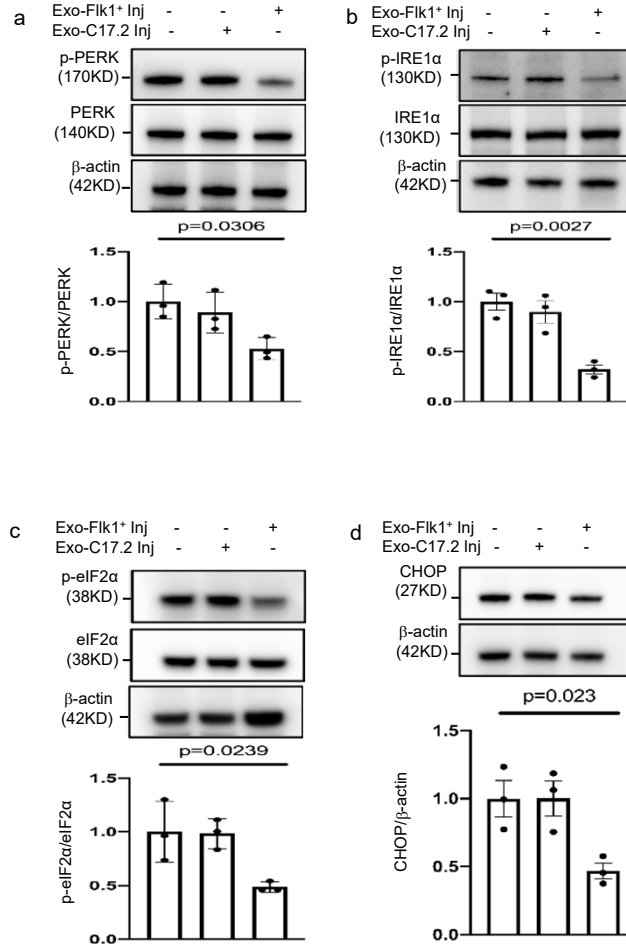 a
Exo-Flk1⁺ Inj - - +
Exo-C17.2 Inj - + -
p-PERK
(170KD)
PERK
(140KD)
β-actin
(42KD)
p=0.0306
p-PERK/PERK
1.5
1.0
0.5
0.0
b
Exo-Flk1⁺ Inj - - +
Exo-C17.2 Inj - + -
p-IRE1α
(130KD)
IRE1α
(130KD)
β-actin
(42KD)
p=0.0027
p-IRE1α/IRE1α
1.5
1.0
0.5
0.0
c
Exo-Flk1⁺ Inj - - +
Exo-C17.2 Inj - + -
p-eIF2α
(38KD)
eIF2α
(38KD)
β-actin
(42KD)
p=0.0239
p-eIF2α/eIF2α
1.5
1.0
0.5
0.0
d
Exo-Flk1⁺ Inj - - +
Exo-C17.2 Inj - + -
CHOP
(27KD)
β-actin
(42KD)
p=0.023
CHOP/β-actin
1.5
1.0
0.5
0.0